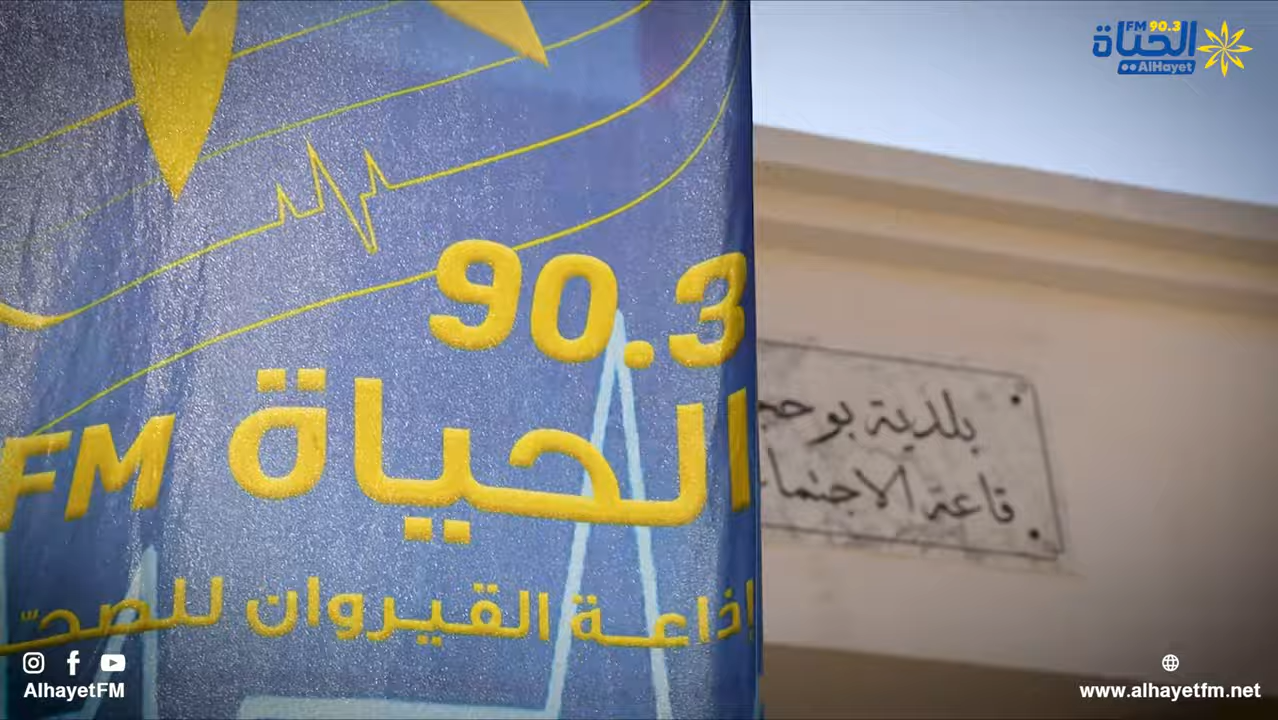 FM 90.3
الحياة
AlHayet
90.3
الحياة FM
إذاعة القيروان للصحّ
بلدية بوحج
قاعة الاجتما
AlhayetFM
www.alhayetfm.net